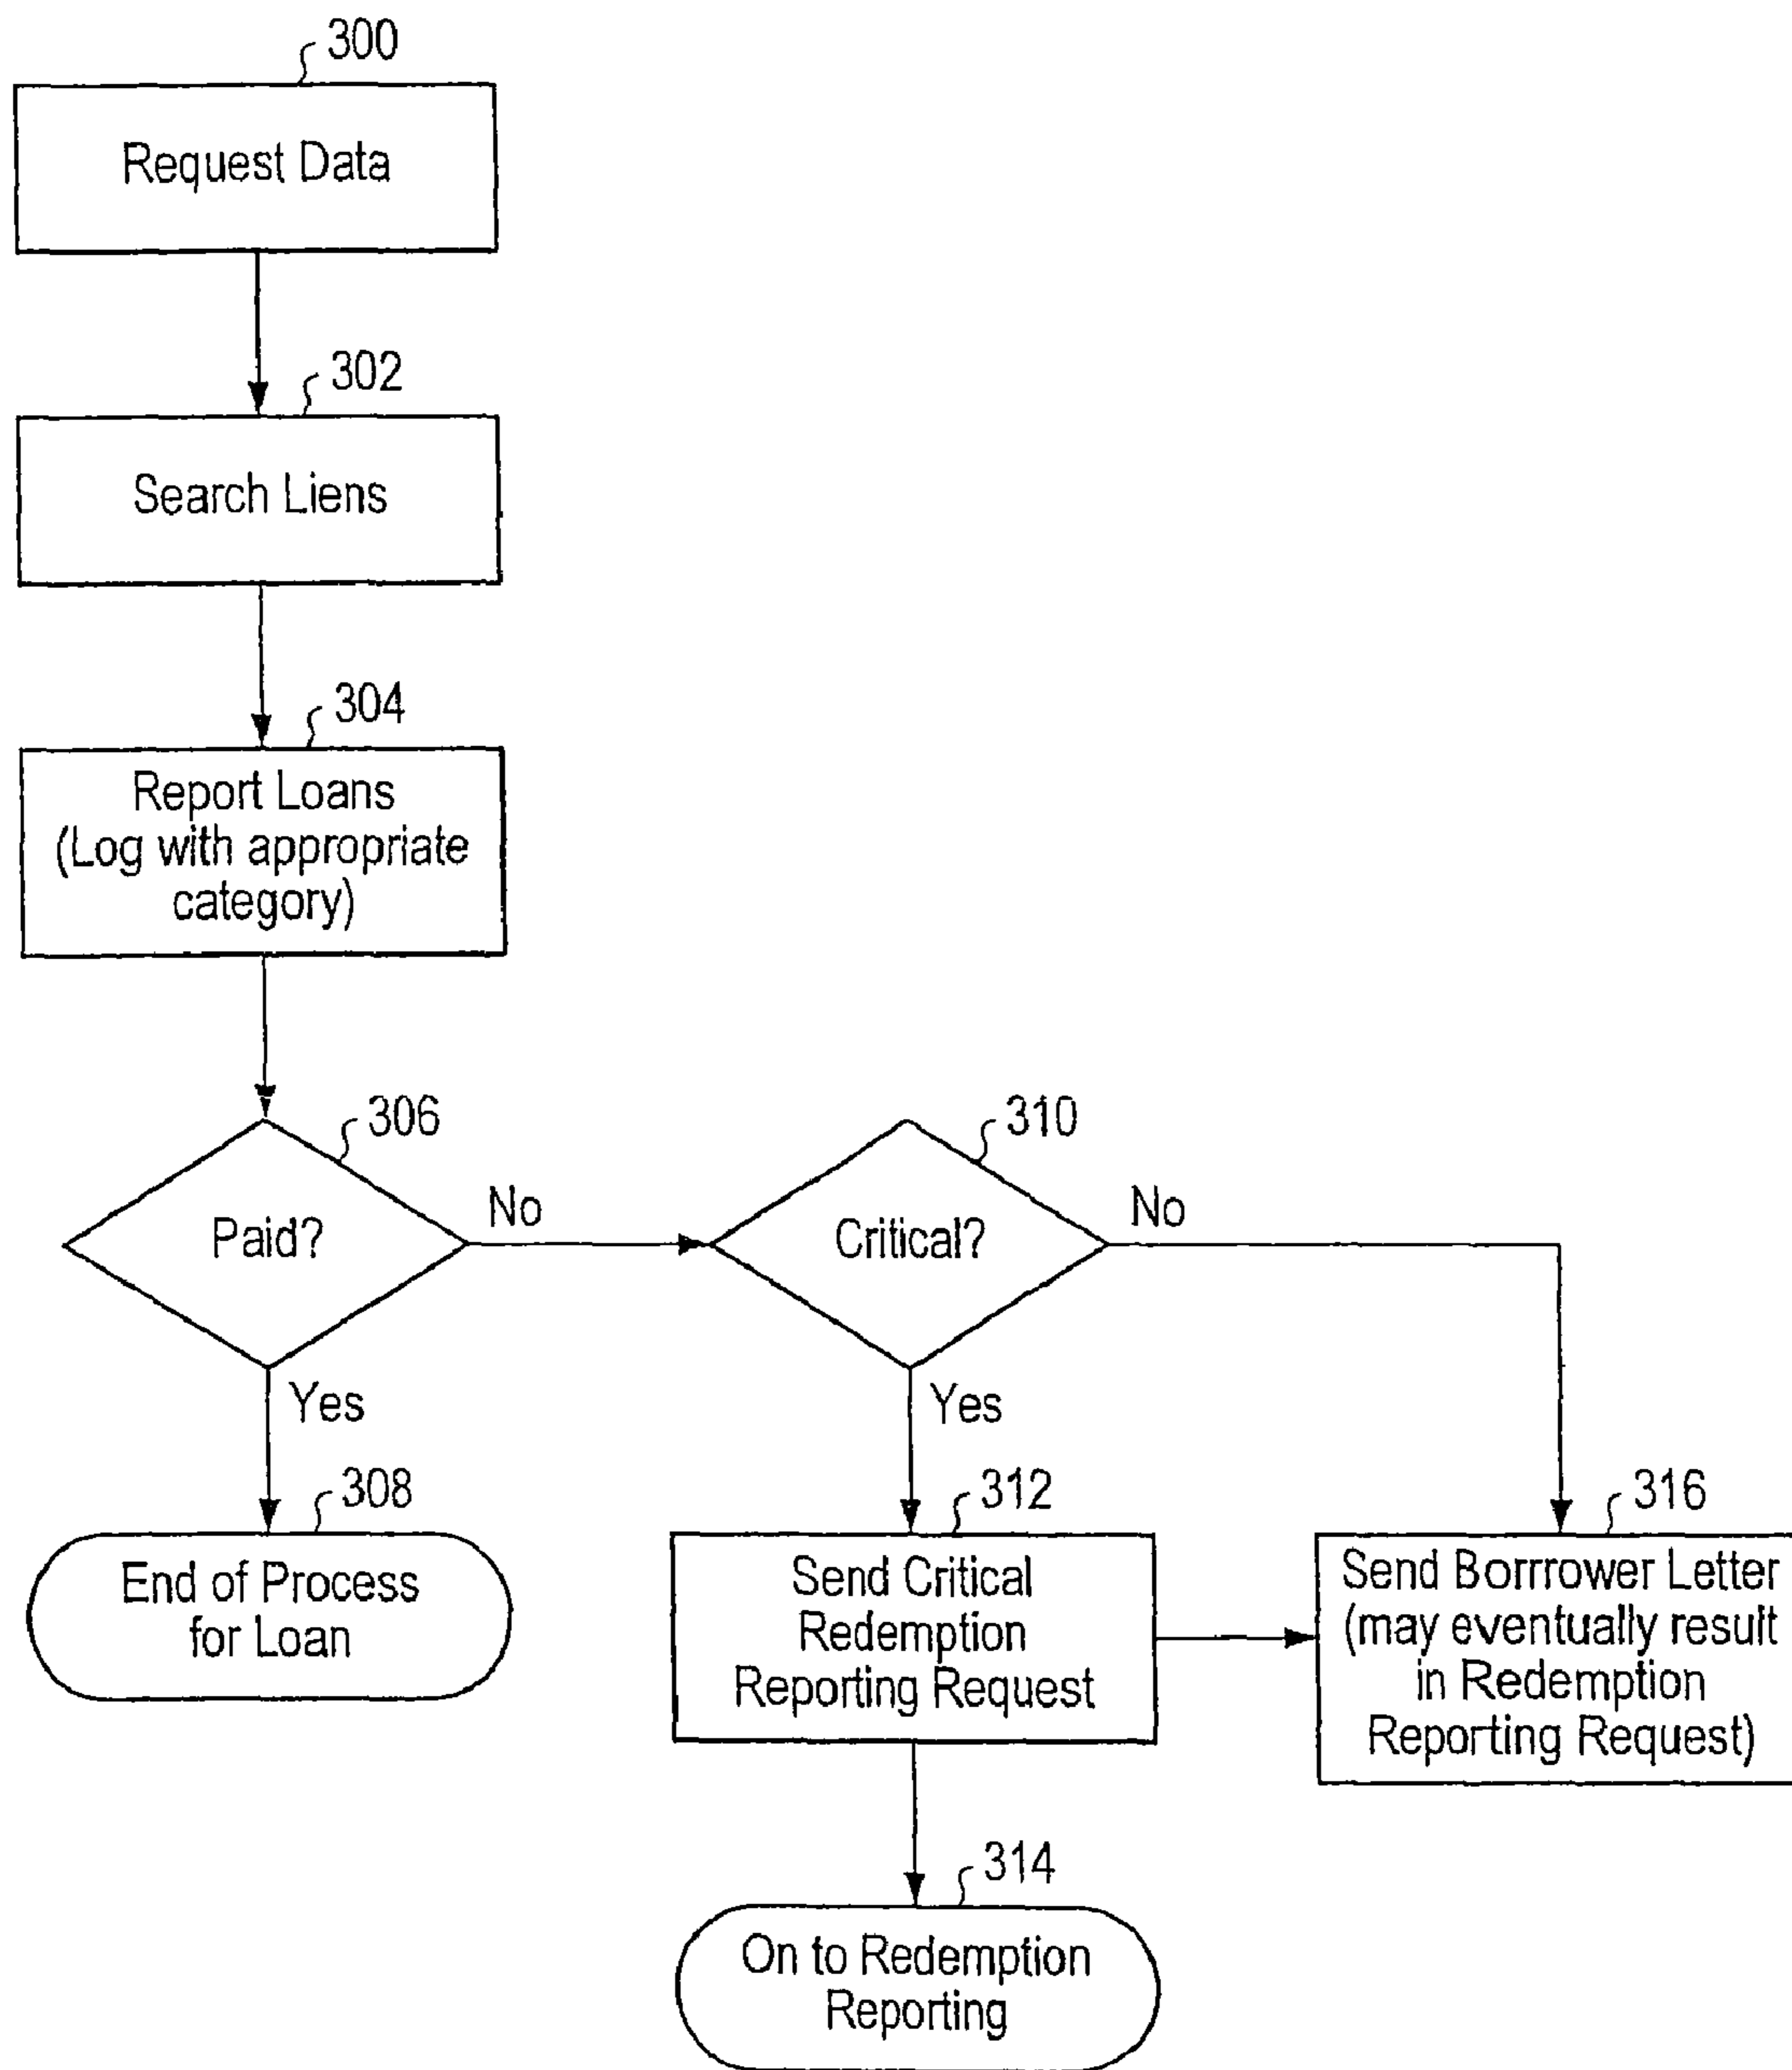 300
Request Data
302
Search Liens
304
Report Loans
(Log with appropriate
category)
306
Paid?
No
Yes
308
End of Process
for Loan
310
Critical?
No
Yes
312
Send Critical
Redemption
Reporting Request
314
On to Redemption
Reporting
316
Send Borrrower Letter
(may eventually result
in Redemption
Reporting Request)